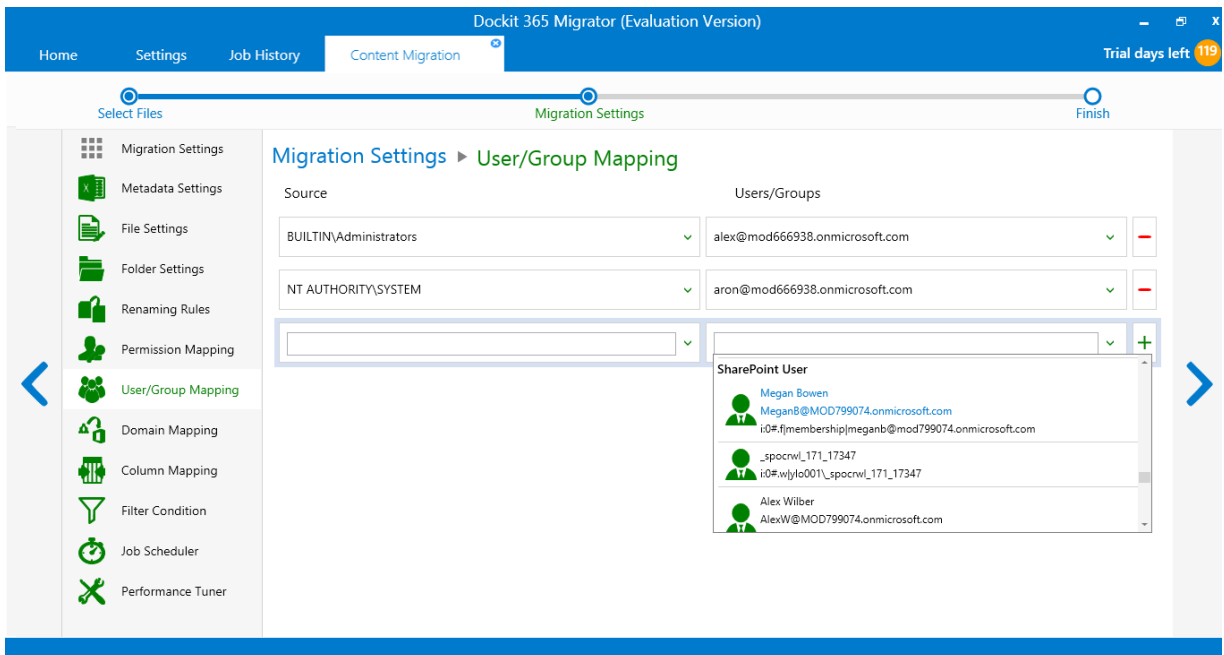 Dockit 365 Migrator (Evaluation Version)
Home Settings Job History Content Migration
Trial days left 119
Select Files
Migration Settings
Finish
Migration Settings
Metadata Settings
File Settings
Folder Settings
Renaming Rules
Permission Mapping
User/Group Mapping
Domain Mapping
Column Mapping
Filter Condition
Job Scheduler
Performance Tuner
Migration Settings ▶ User/Group Mapping
Source Users/Groups
BUILTIN\Administrators alex@mod666938.onmicrosoft.com
NT AUTHORITY\SYSTEM aron@mod666938.onmicrosoft.com
SharePoint User
Megan Bowen
MeganB@MOD799074.onmicrosoft.com
i:0#.f|membership|meganb@mod799074.onmicrosoft.com
_spocrwl_171_17347
i:0#.w|ylo001\_spocrwl_171_17347
Alex Wilber
AlexW@MOD799074.onmicrosoft.com